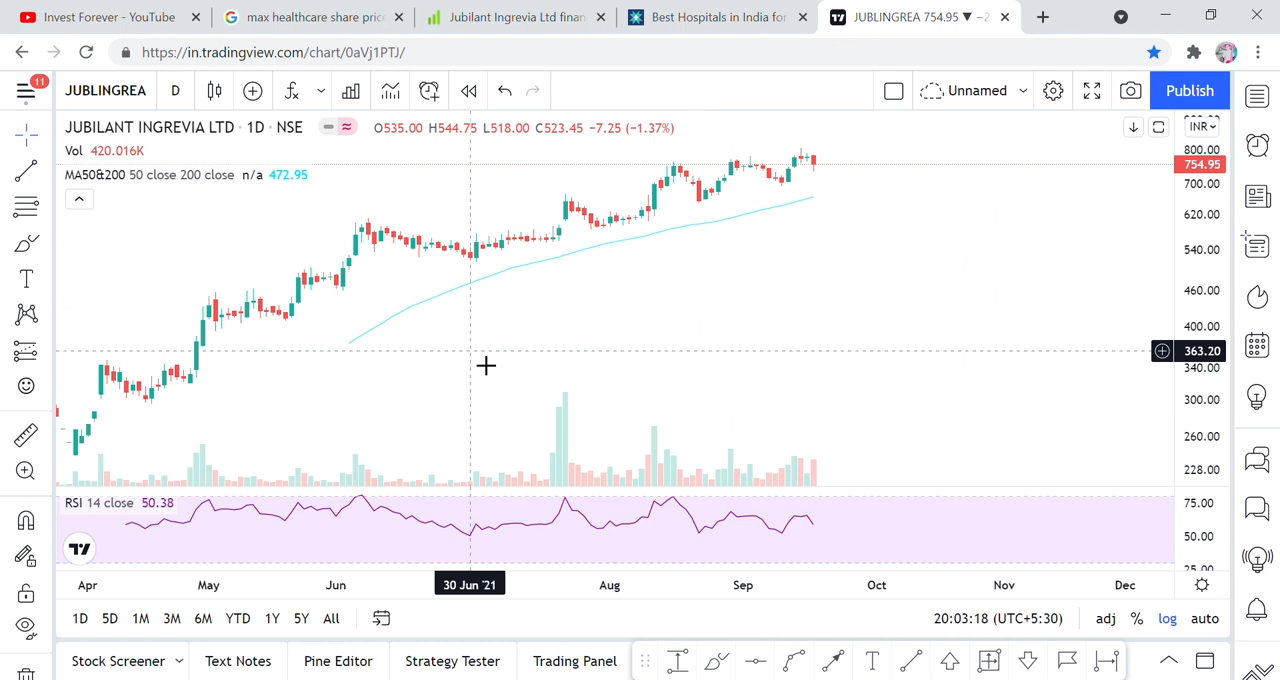 Invest Forever - YouTube
max healthcare share price
Jubilant Ingrevia Ltd finan
Best Hospitals in India for
JUBLINGREA 754.95 ▼ −2
https://in.tradingview.com/chart/0aVj1PTJ/
11
JUBLINGREA
D
Unnamed
Publish
JUBILANT INGREVIA LTD · 1D · NSE
O535.00 H544.75 L518.00 C523.45 −7.25 (−1.37%)
INR
Vol 420.016K
MA50&200 50 close 200 close n/a 472.95
800.00
754.95
700.00
620.00
540.00
460.00
400.00
363.20
340.00
300.00
260.00
228.00
RSI 14 close 50.38
75.00
50.00
25.00
Apr
May
Jun
30 Jun '21
Aug
Sep
Oct
Nov
Dec
1D
5D
1M
3M
6M
YTD
1Y
5Y
All
20:03:18 (UTC+5:30)
adj
%
log
auto
Stock Screener
Text Notes
Pine Editor
Strategy Tester
Trading Panel